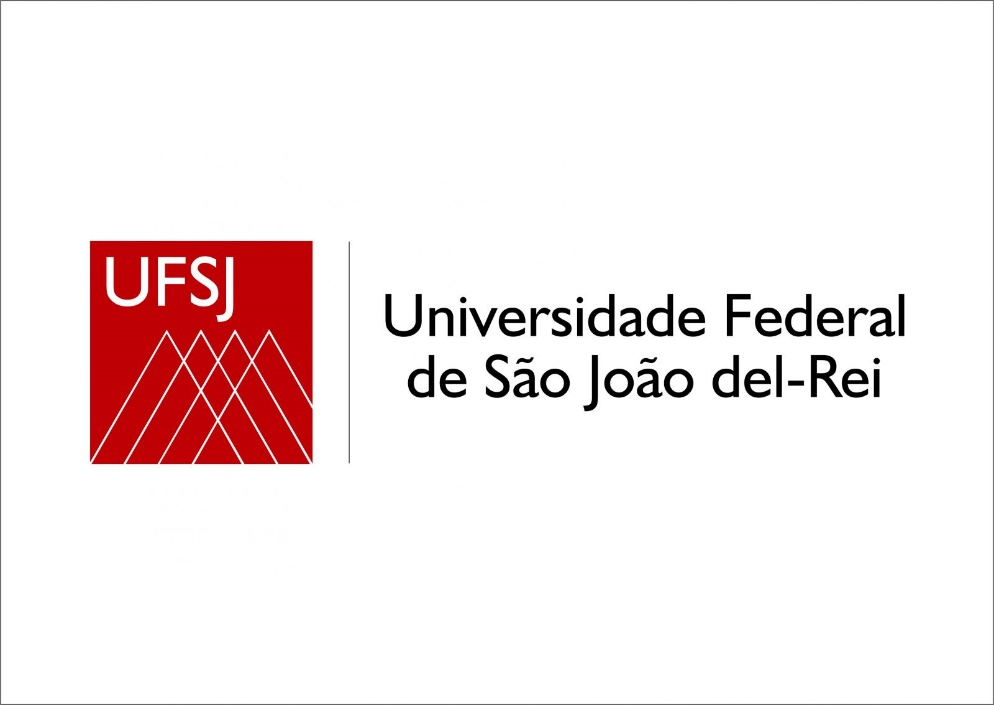 UFSJ
Universidade Federal
de São João del-Rei